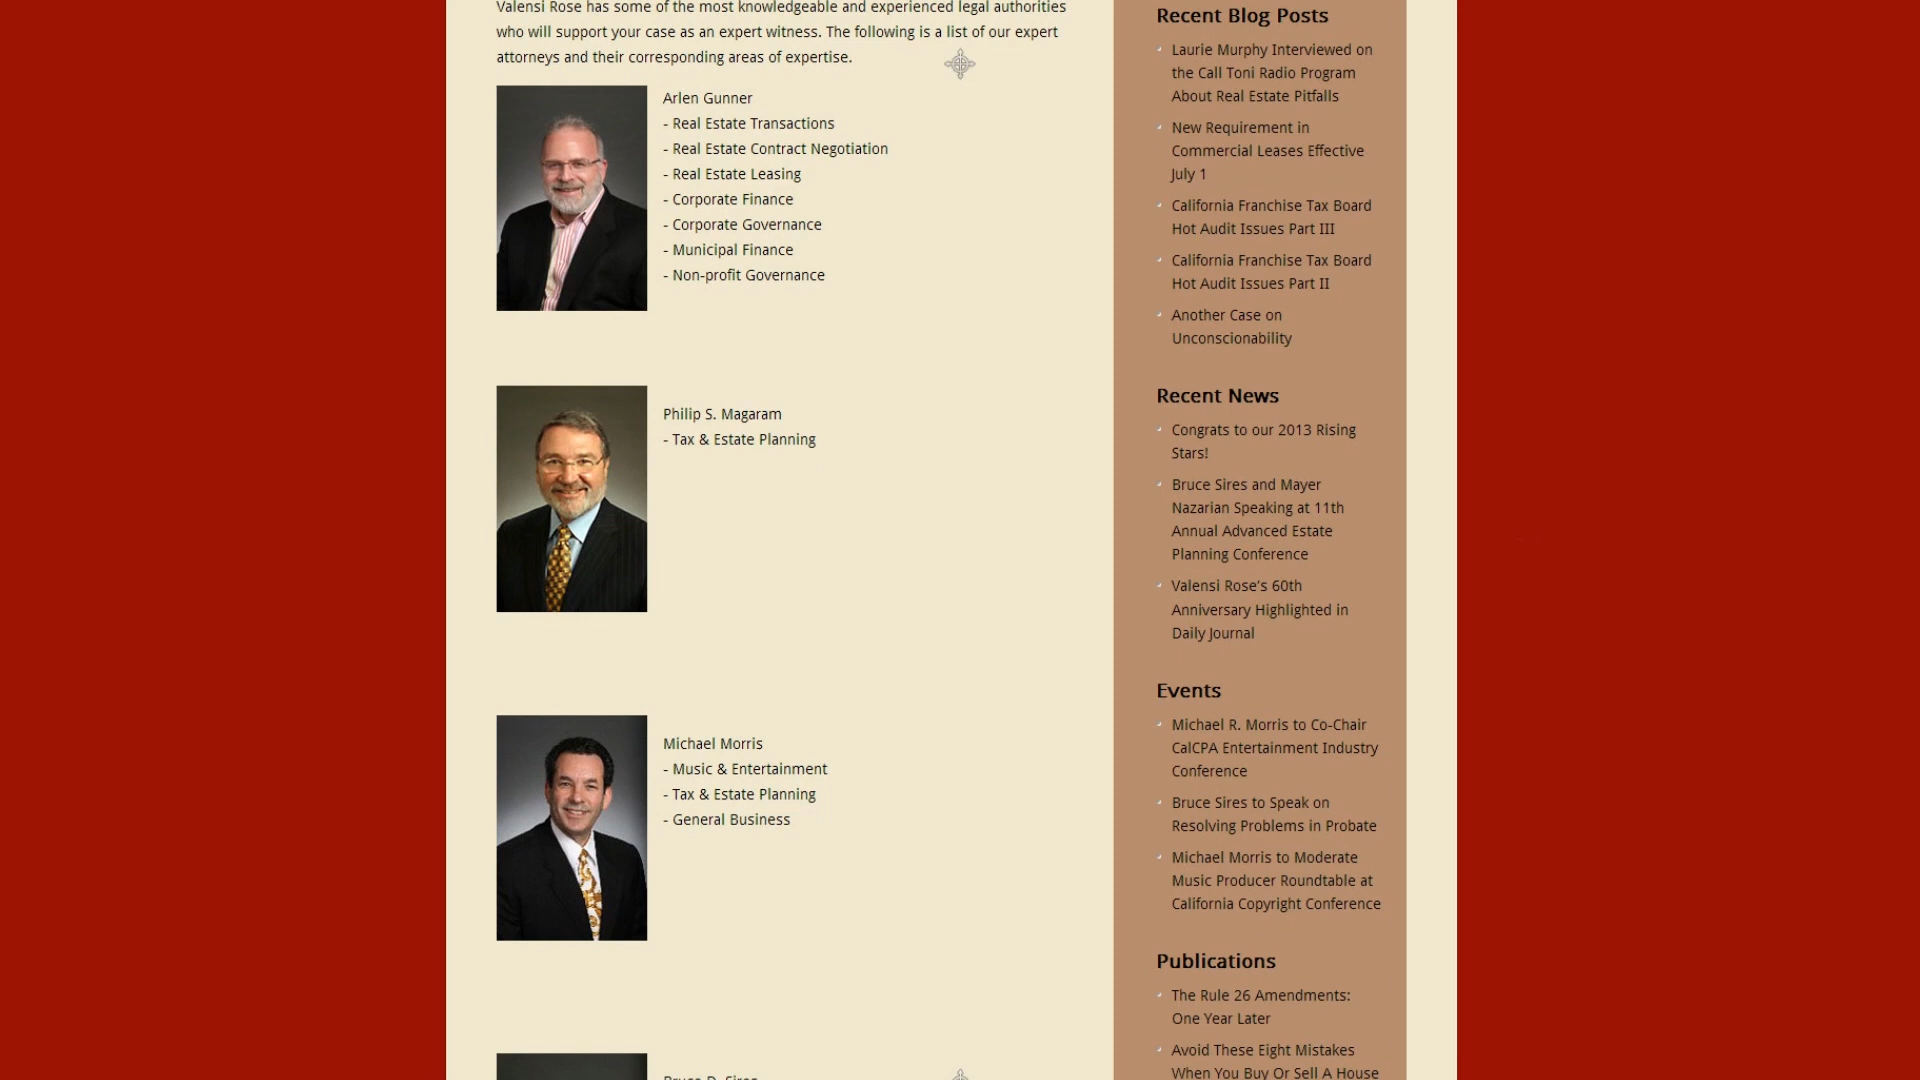 Valensi Rose has some of the most knowledgeable and experienced legal authorities
who will support your case as an expert witness. The following is a list of our expert
attorneys and their corresponding areas of expertise.
Arlen Gunner
- Real Estate Transactions
- Real Estate Contract Negotiation
- Real Estate Leasing
- Corporate Finance
- Corporate Governance
- Municipal Finance
- Non-profit Governance
Philip S. Magaram
- Tax & Estate Planning
Michael Morris
- Music & Entertainment
- Tax & Estate Planning
- General Business
Bruce D. Sires
Recent Blog Posts
Laurie Murphy Interviewed on
the Call Toni Radio Program
About Real Estate Pitfalls
New Requirement in
Commercial Leases Effective
July 1
California Franchise Tax Board
Hot Audit Issues Part III
California Franchise Tax Board
Hot Audit Issues Part II
Another Case on
Unconscionability
Recent News
Congrats to our 2013 Rising
Stars!
Bruce Sires and Mayer
Nazarian Speaking at 11th
Annual Advanced Estate
Planning Conference
Valensi Rose's 60th
Anniversary Highlighted in
Daily Journal
Events
Michael R. Morris to Co-Chair
CalCPA Entertainment Industry
Conference
Bruce Sires to Speak on
Resolving Problems in Probate
Michael Morris to Moderate
Music Producer Roundtable at
California Copyright Conference
Publications
The Rule 26 Amendments:
One Year Later
Avoid These Eight Mistakes
When You Buy Or Sell A House